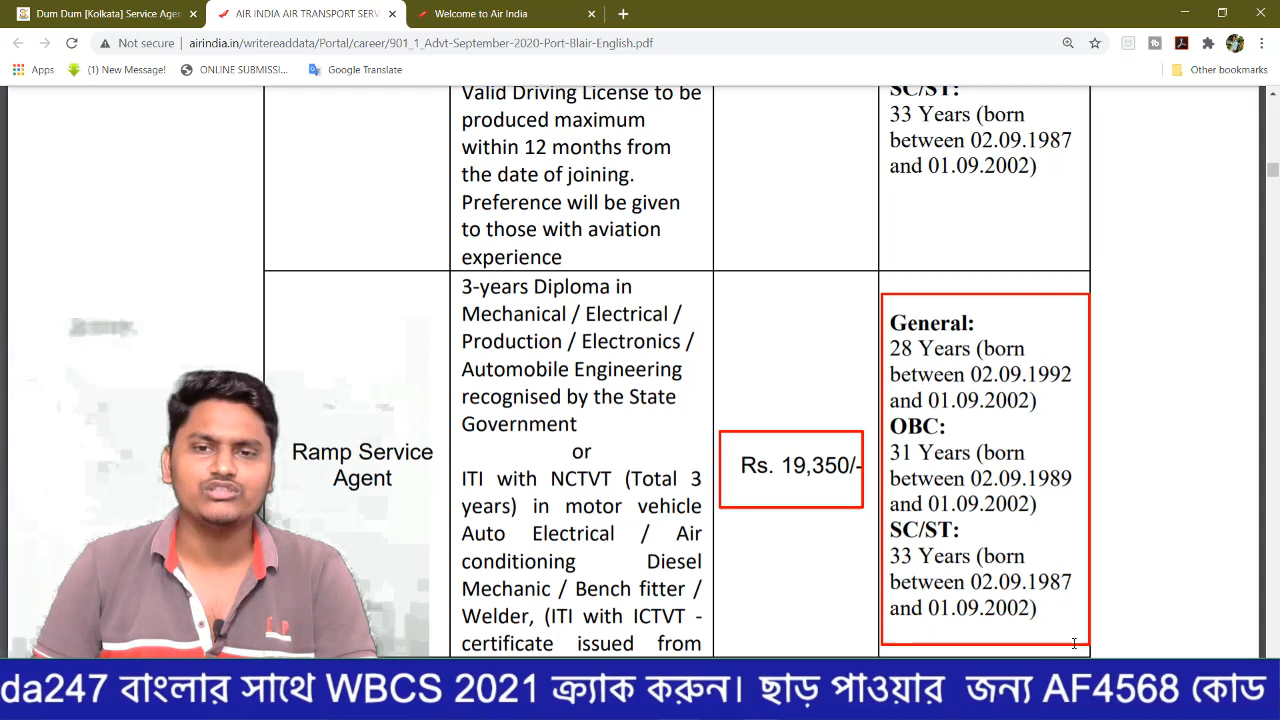 Dum Dum [Kolkata] Service Agen
AIR INDIA AIR TRANSPORT SERV
Welcome to Air India
Not secure
airindia.in/writereaddata/Portal/career/901_1_Advt-September-2020-Port-Blair-English.pdf
Apps
(1) New Message!
ONLINE SUBMISSI...
Google Translate
Other bookmarks
Valid Driving License to be
produced maximum
within 12 months from
the date of joining.
Preference will be given
to those with aviation
experience
SC/ST:
33 Years (born
between 02.09.1987
and 01.09.2002)
Ramp Service
Agent
3-years Diploma in
Mechanical / Electrical /
Production / Electronics /
Automobile Engineering
recognised by the State
Government
or
ITI with NCTVT (Total 3
years) in motor vehicle
Auto Electrical / Air
conditioning Diesel
Mechanic / Bench fitter /
Welder, (ITI with ICTVT -
certificate issued from
Rs. 19,350/-
General:
28 Years (born
between 02.09.1992
and 01.09.2002)
OBC:
31 Years (born
between 02.09.1989
and 01.09.2002)
SC/ST:
33 Years (born
between 02.09.1987
and 01.09.2002)
da247 বাংলার সাথে WBCS 2021 ক্র্যাক করুন। ছাড় পাওয়ার জন্য AF4568 কোড